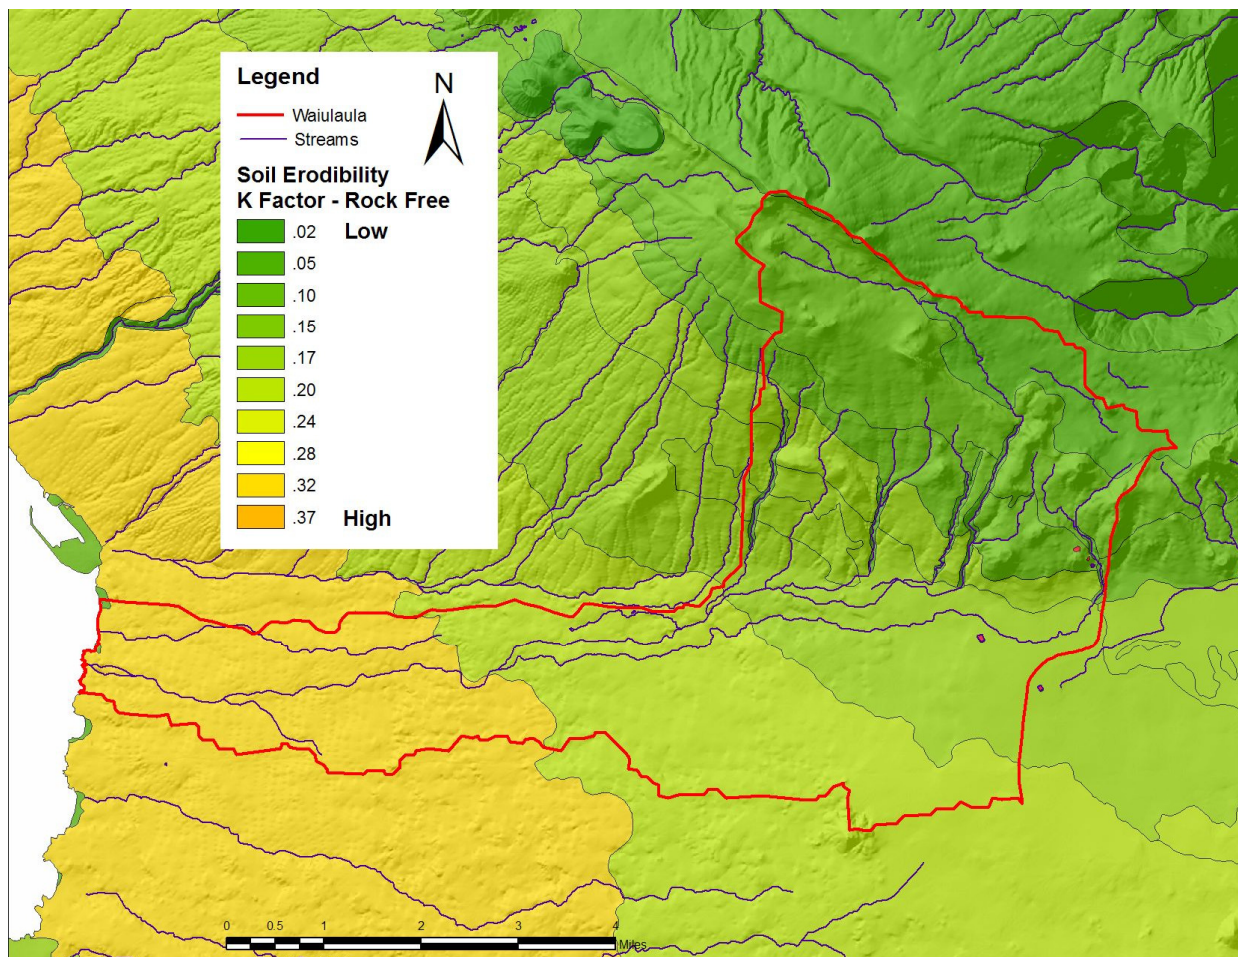 Legend
N
Waiulaula
Streams
Soil Erodibility
K Factor - Rock Free
.02 Low
.05
.10
.15
.17
.20
.24
.28
.32
.37 High
0 0.5 1 2 3 4
Miles